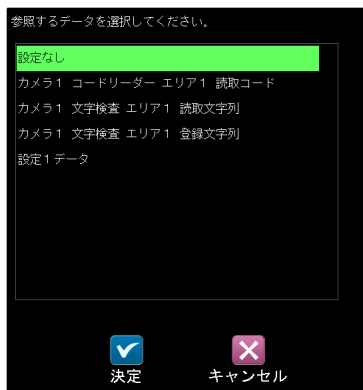 参照するデータを選択してください。
設定なし
カメラ1 コードリーダー エリア1 読取コード
カメラ1 文字検査 エリア1 読取文字列
カメラ1 文字検査 エリア1 登録文字列
設定1データ
決定
キャンセル